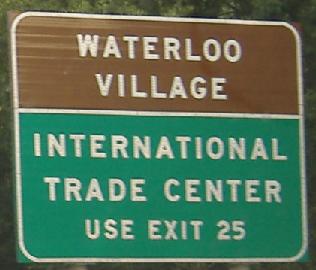 WATERLOO
VILLAGE
INTERNATIONAL
TRADE CENTER
USE EXIT 25